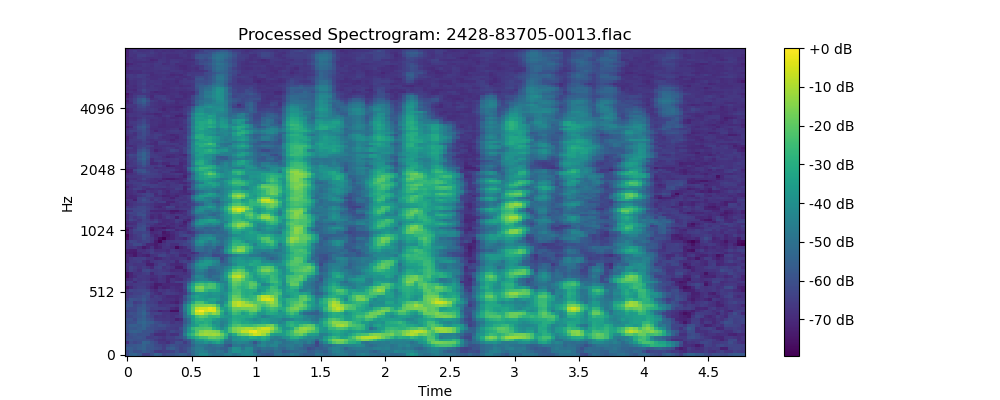 Processed Spectrogram: 2428-83705-0013.flac
Hz
4096
2048
1024
512
0
0 0.5 1 1.5 2 2.5 3 3.5 4 4.5
Time
+0 dB
-10 dB
-20 dB
-30 dB
-40 dB
-50 dB
-60 dB
-70 dB